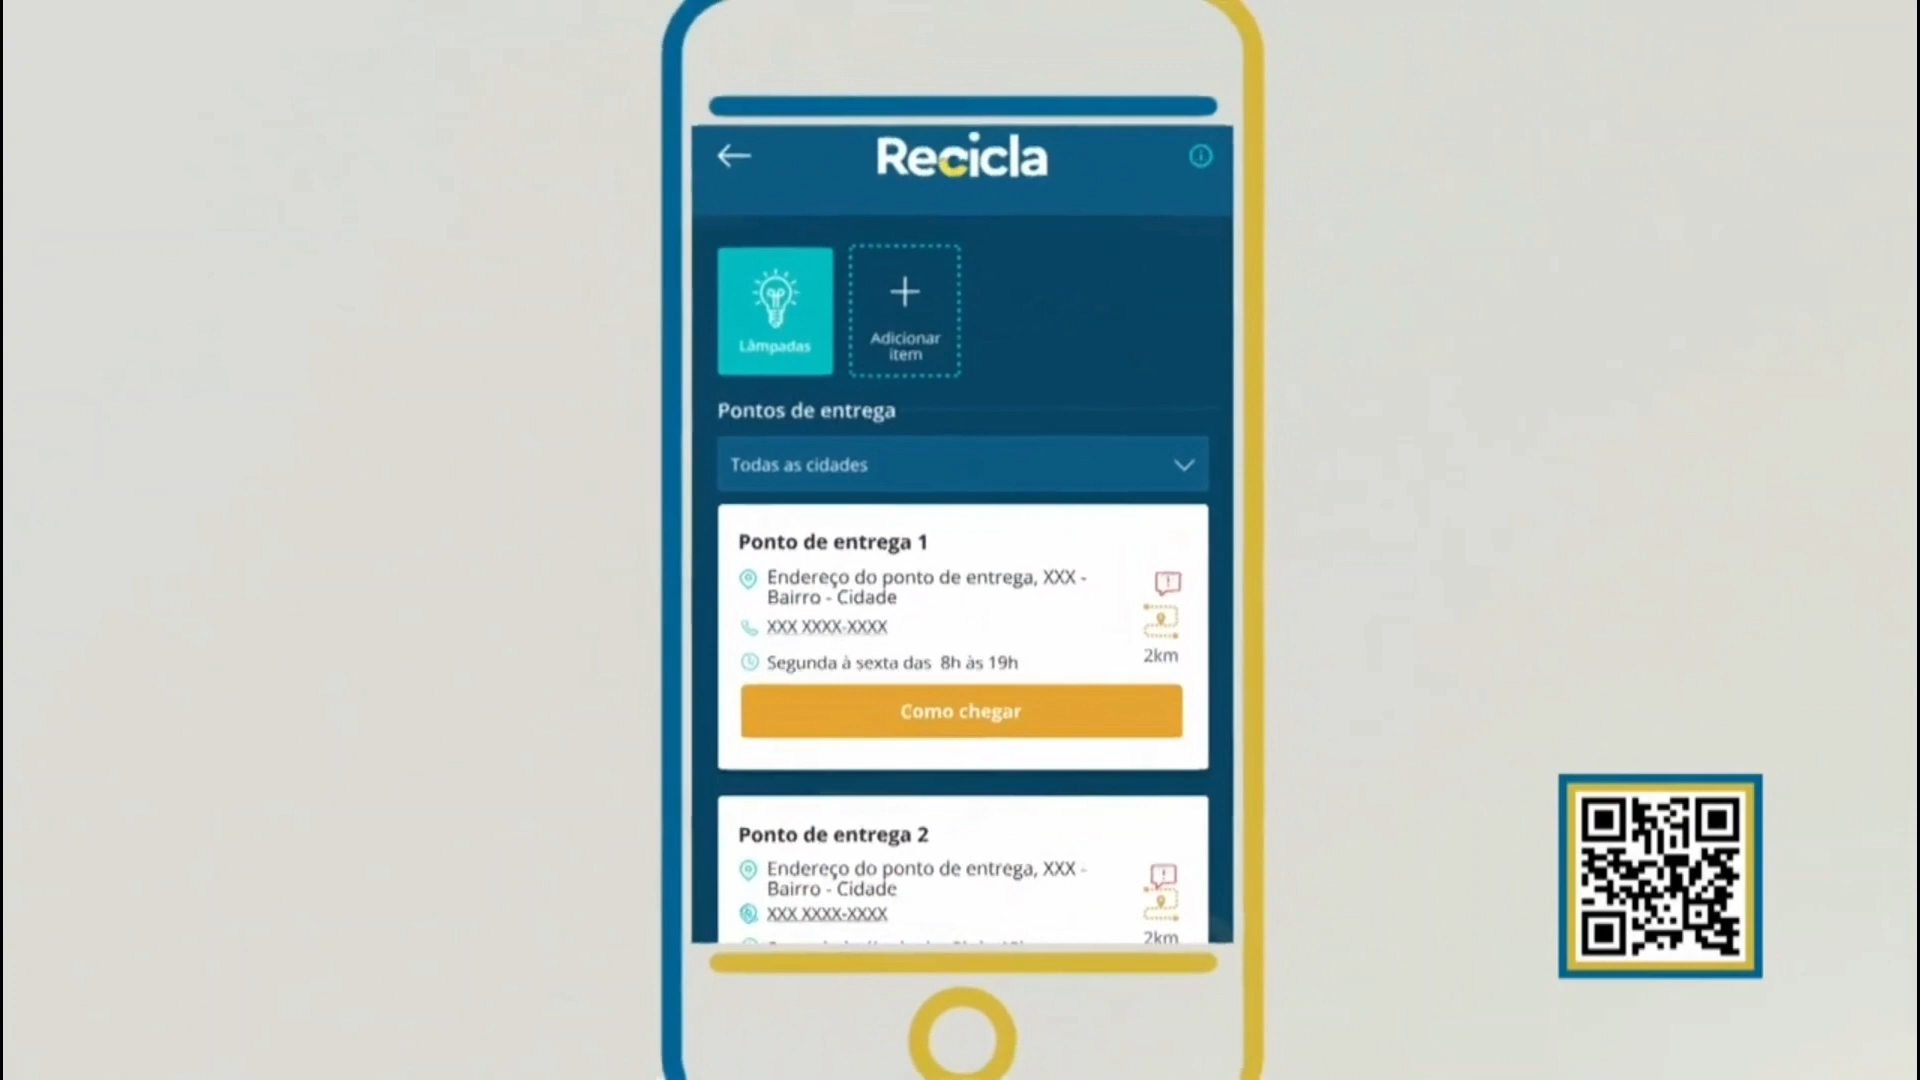 Recicla
Lâmpadas
Adicionar
item
Pontos de entrega
Todas as cidades
Ponto de entrega 1
Endereço do ponto de entrega, XXX -
Bairro - Cidade
XXX XXXX-XXXX
Segunda à sexta das 8h às 19h
2km
Como chegar
Ponto de entrega 2
Endereço do ponto de entrega, XXX -
Bairro - Cidade
XXX XXXX-XXXX
2km